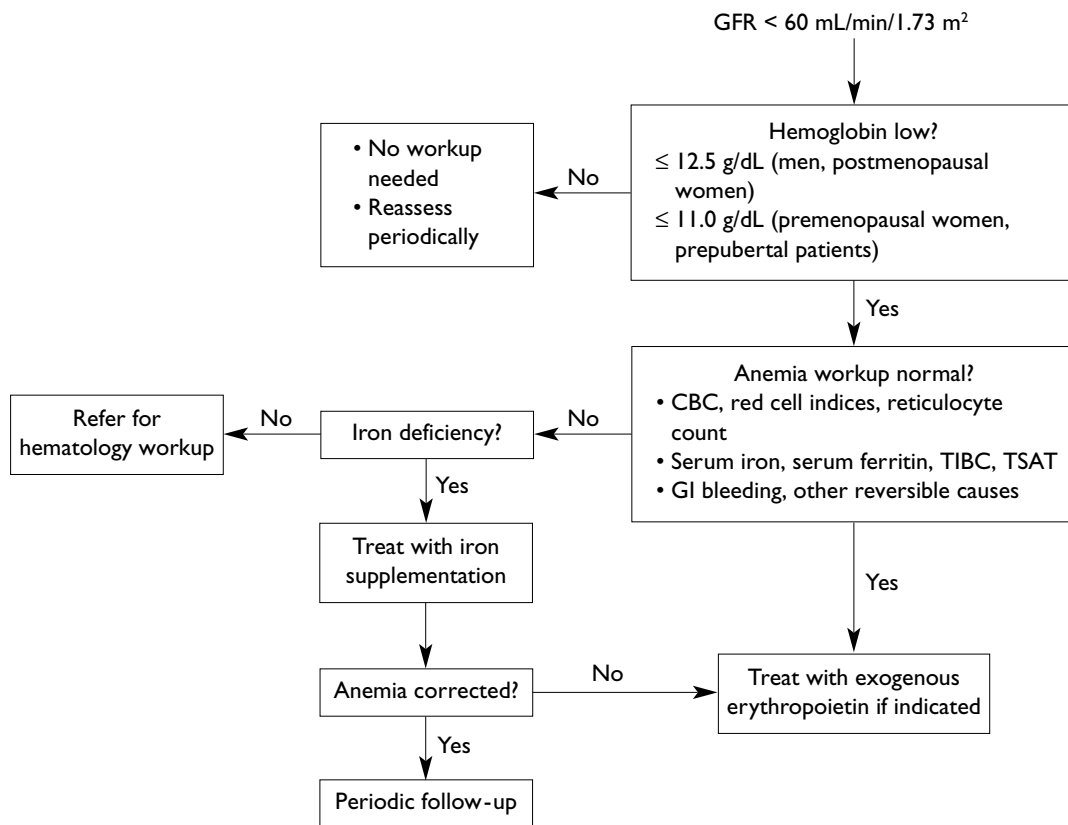 GFR < 60 mL/min/1.73 m²
Hemoglobin low?
≤ 12.5 g/dL (men, postmenopausal
women)
≤ 11.0 g/dL (premenopausal women,
prepubertal patients)
No
• No workup
needed
• Reassess
periodically
Yes
Anemia workup normal?
• CBC, red cell indices, reticulocyte
count
• Serum iron, serum ferritin, TIBC, TSAT
• GI bleeding, other reversible causes
No
Iron deficiency?
No
Refer for
hematology workup
Yes
Treat with iron
supplementation
Yes
Anemia corrected?
No
Treat with exogenous
erythropoietin if indicated
Yes
Periodic follow-up